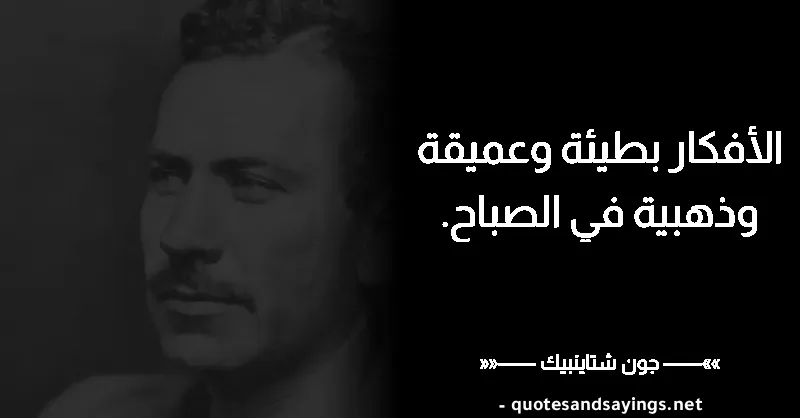 الأفكار بطيئة وعميقة
وذهبية في الصباح.
»»—— جون شتاينبيك ——««
- quotesandsayings.net